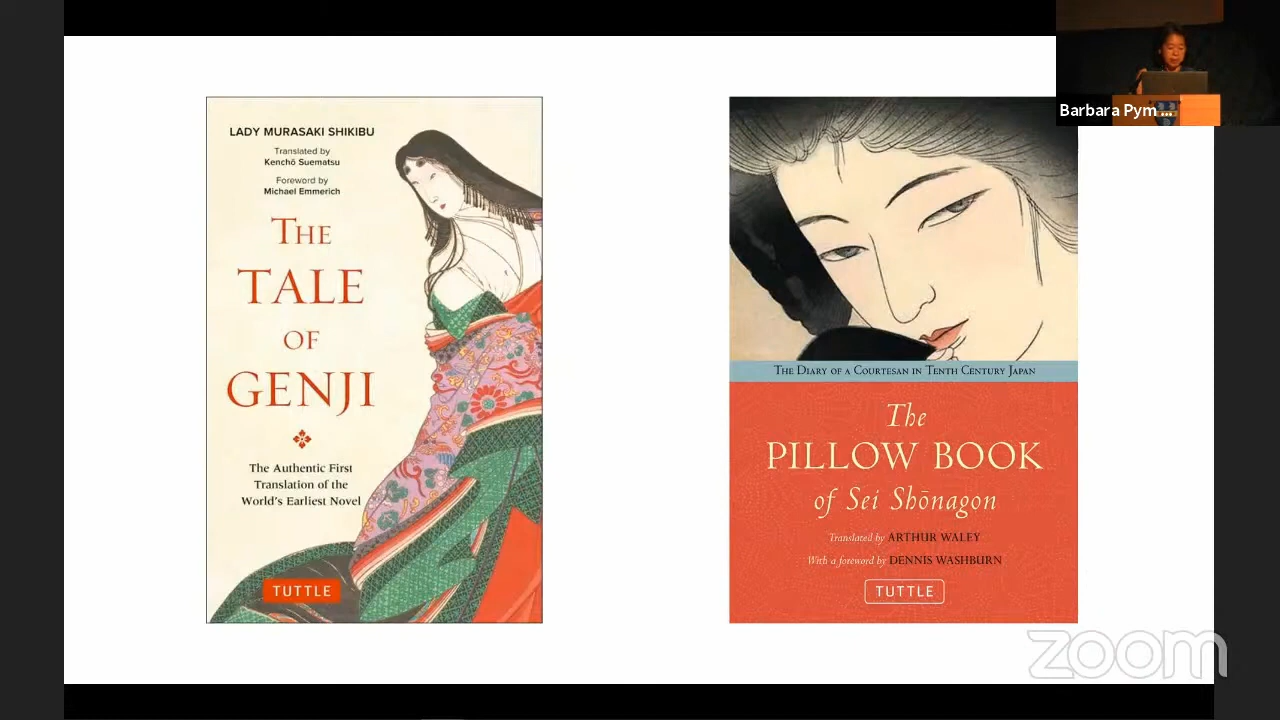 LADY MURASAKI SHIKIBU
Translated by
Kenchō Suematsu
Foreword by
Michael Emmerich
THE
TALE
OF
GENJI
The Authentic First
Translation of the
World's Earliest Novel
TUTTLE
THE DIARY OF A COURTESAN IN TENTH CENTURY JAPAN
The
PILLOW BOOK
of Sei Shōnagon
Translated by ARTHUR WALEY
With a foreword by DENNIS WASHBURN
TUTTLE
Barbara Pym...
zoom